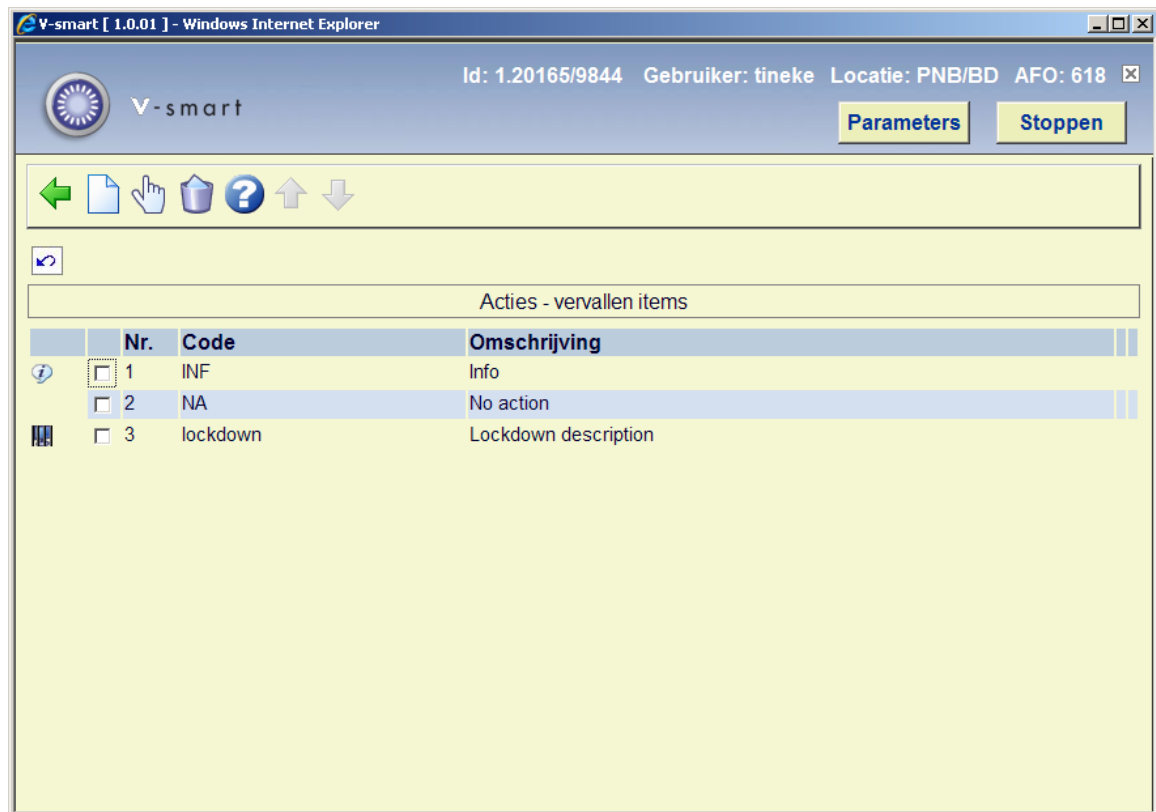 V-smart [ 1.0.01 ] - Windows Internet Explorer
Id: 1.20165/9844 Gebruiker: tineke Locatie: PNB/BD AFO: 618
V-smart
Parameters Stoppen
Acties - vervallen items
Nr. Code Omschrijving
1 INF Info
2 NA No action
3 lockdown Lockdown description